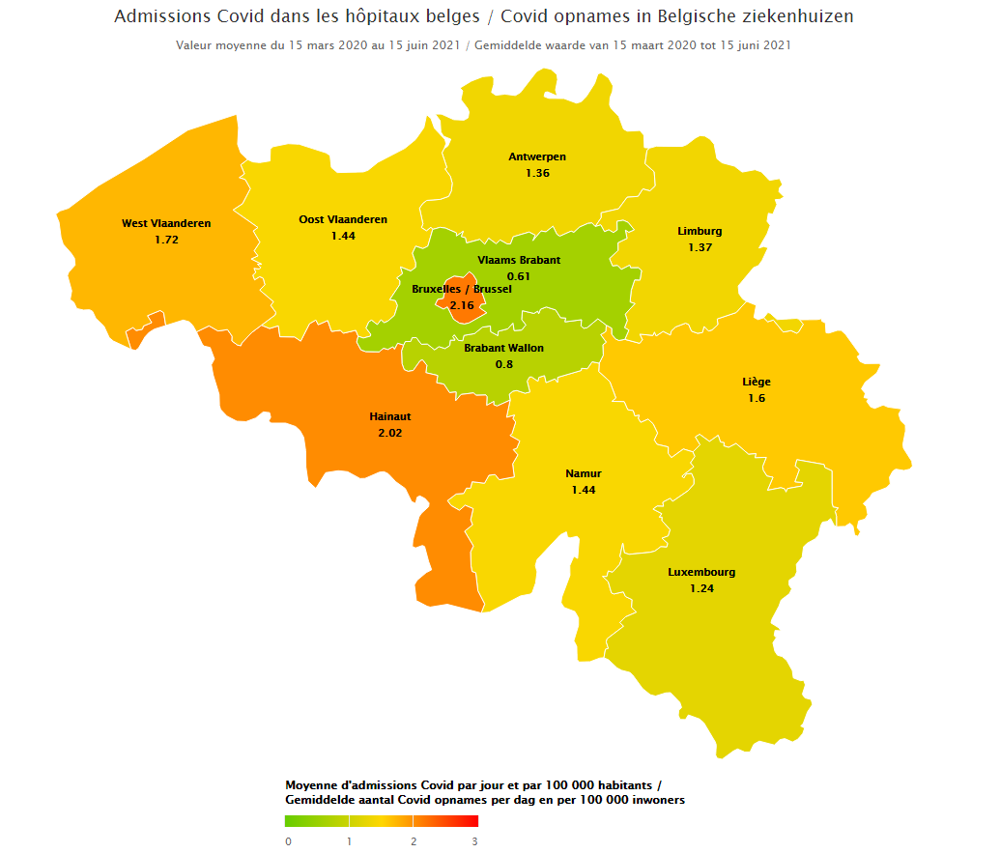 Admissions Covid dans les hôpitaux belges / Covid opnames in Belgische ziekenhuizen
Valeur moyenne du 15 mars 2020 au 15 juin 2021 / Gemiddelde waarde van 15 maart 2020 tot 15 juni 2021
Antwerpen
1.36
West Vlaanderen
1.72
Oost Vlaanderen
1.44
Limburg
1.37
Vlaams Brabant
0.61
Bruxelles / Brussel
2.16
Brabant Wallon
0.8
Liège
1.6
Hainaut
2.02
Namur
1.44
Luxembourg
1.24
Moyenne d'admissions Covid par jour et par 100 000 habitants /
Gemiddelde aantal Covid opnames per dag en per 100 000 inwoners
0 1 2 3